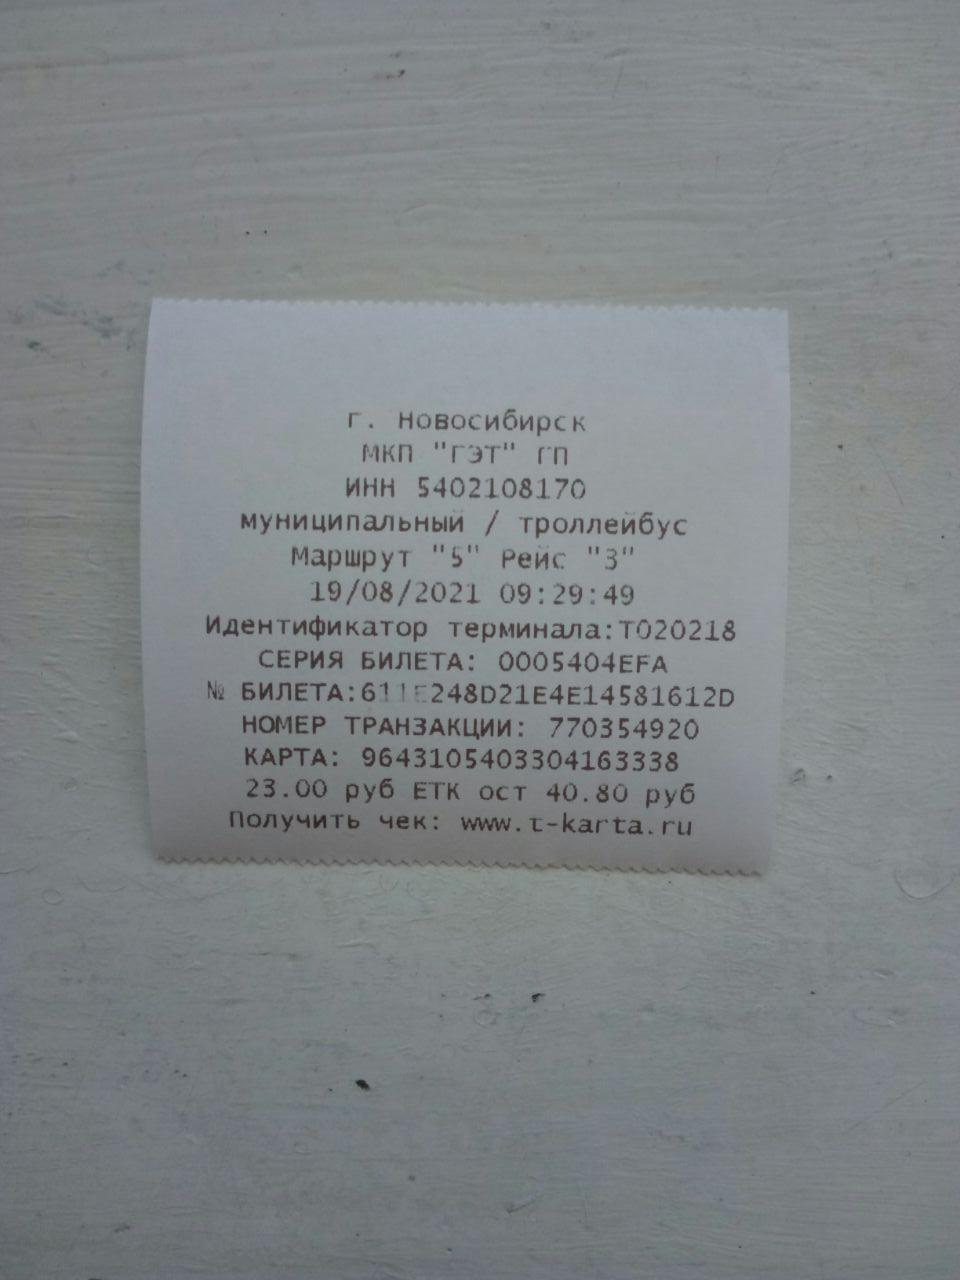 г. Новосибирск
МКП "ГЭТ" ГП
ИНН 5402108170
муниципальный / троллейбус
Маршрут "5" Рейс "3"
19/08/2021 09:29:49
Идентификатор терминала:T020218
СЕРИЯ БИЛЕТА: 0005404EFA
№ БИЛЕТА:611E248D21E4E14581612D
НОМЕР ТРАНЗАКЦИИ: 770354920
КАРТА: 9643105403304163338
23.00 руб ЕТК ост 40.80 руб
Получить чек: www.t-karta.ru